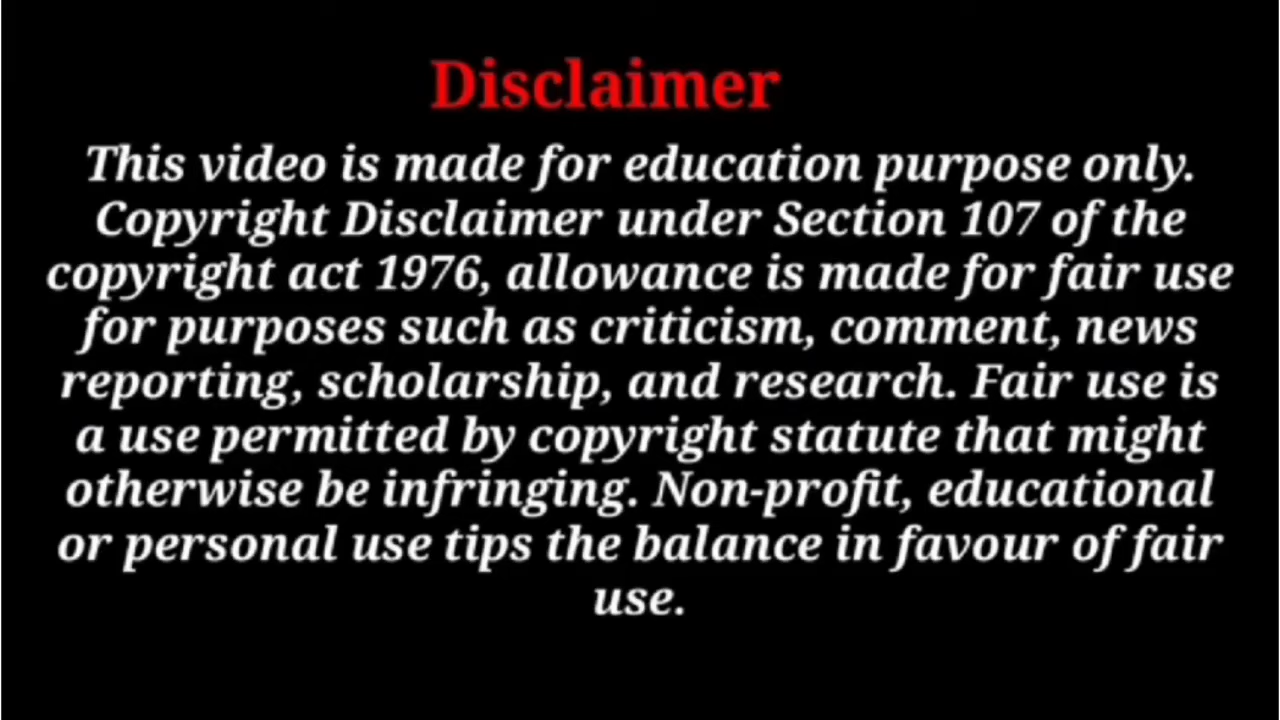 Disclaimer
This video is made for education purpose only.
Copyright Disclaimer under Section 107 of the
copyright act 1976, allowance is made for fair use
for purposes such as criticism, comment, news
reporting, scholarship, and research. Fair use is
a use permitted by copyright statute that might
otherwise be infringing. Non-profit, educational
or personal use tips the balance in favour of fair
use.